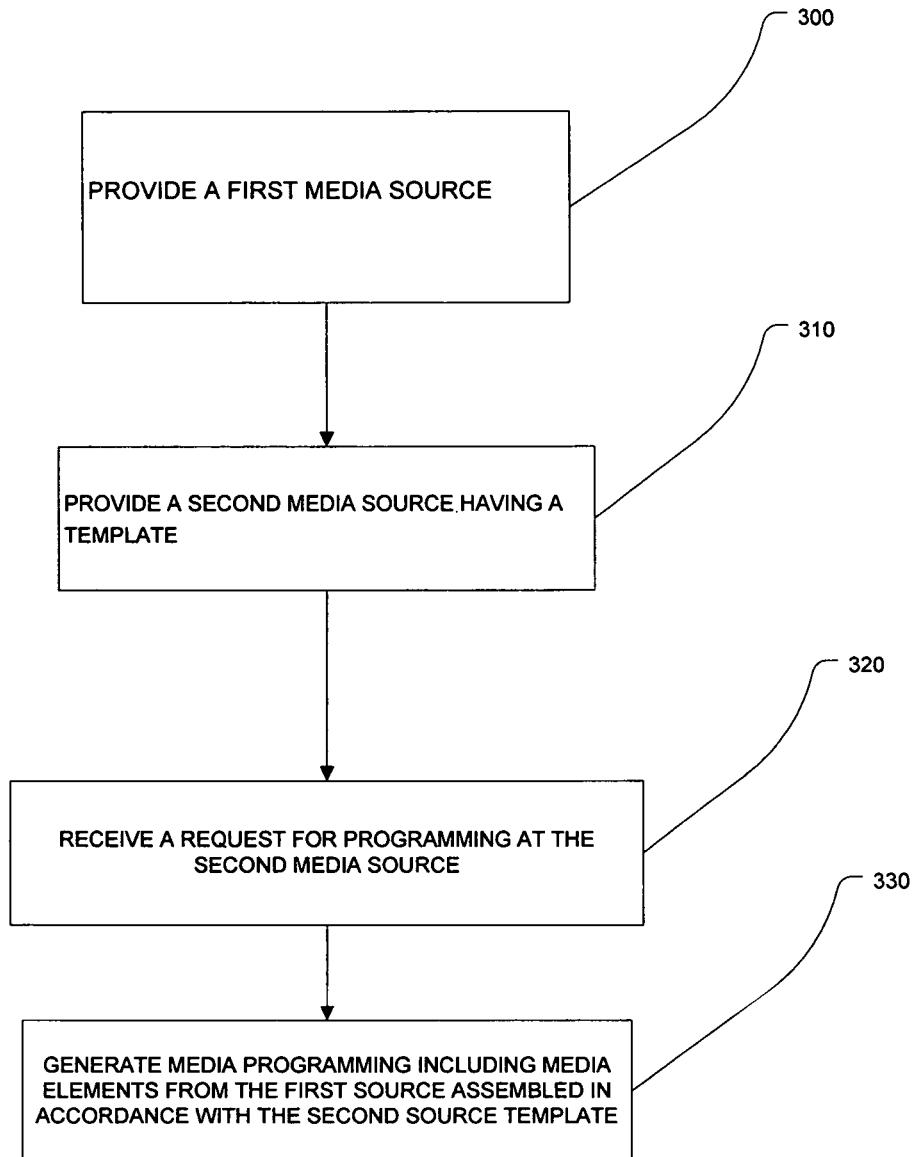 300
PROVIDE A FIRST MEDIA SOURCE
310
PROVIDE A SECOND MEDIA SOURCE HAVING A
TEMPLATE
320
RECEIVE A REQUEST FOR PROGRAMMING AT THE
SECOND MEDIA SOURCE
330
GENERATE MEDIA PROGRAMMING INCLUDING MEDIA
ELEMENTS FROM THE FIRST SOURCE ASSEMBLED IN
ACCORDANCE WITH THE SECOND SOURCE TEMPLATE